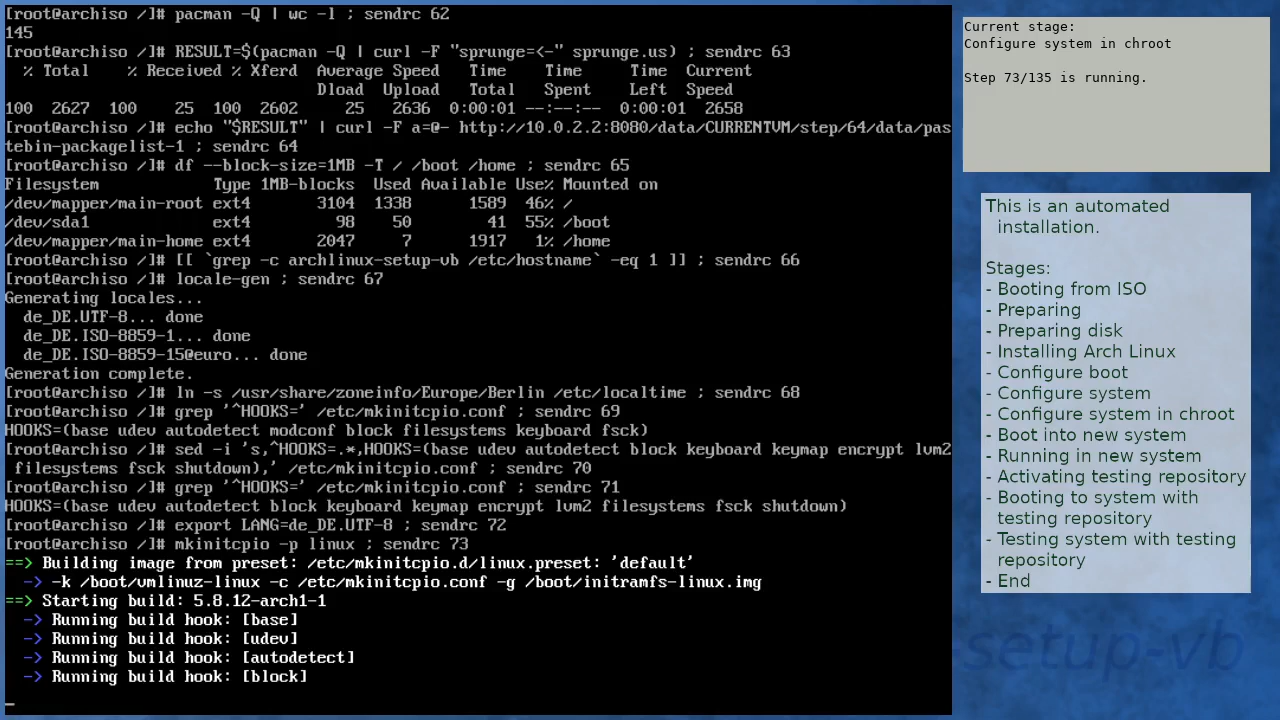 [root@archiso /]# pacman -Q | wc -l ; sendrc 62
145
[root@archiso /]# RESULT=$(pacman -Q | curl -F "sprunge=<-" sprunge.us) ; sendrc 63
  % Total    % Received % Xferd  Average Speed   Time    Time     Time  Current
                                 Dload  Upload   Total   Spent    Left  Speed
100  2627  100    25  100  2602     25   2636  0:00:01 --:--:--  0:00:01  2658
[root@archiso /]# echo "$RESULT" | curl -F a=@- http://10.0.2.2:8080/data/CURRENTVM/step/64/data/pas
tebin-packagelist-1 ; sendrc 64
[root@archiso /]# df --block-size=1MB -T / /boot /home ; sendrc 65
Filesystem            Type 1MB-blocks  Used Available Use% Mounted on
/dev/mapper/main-root ext4       3104  1338      1589  46% /
/dev/sda1             ext4         98    50        41  55% /boot
/dev/mapper/main-home ext4       2047     7      1917   1% /home
[root@archiso /]# [[ `grep -c archlinux-setup-vb /etc/hostname` -eq 1 ]] ; sendrc 66
[root@archiso /]# locale-gen ; sendrc 67
Generating locales...
  de_DE.UTF-8... done
  de_DE.ISO-8859-1... done
  de_DE.ISO-8859-15@euro... done
Generation complete.
[root@archiso /]# ln -s /usr/share/zoneinfo/Europe/Berlin /etc/localtime ; sendrc 68
[root@archiso /]# grep '^HOOKS=' /etc/mkinitcpio.conf ; sendrc 69
HOOKS=(base udev autodetect modconf block filesystems keyboard fsck)
[root@archiso /]# sed -i 's,^HOOKS=.*,HOOKS=(base udev autodetect block keyboard keymap encrypt lvm2
 filesystems fsck shutdown),' /etc/mkinitcpio.conf ; sendrc 70
[root@archiso /]# grep '^HOOKS=' /etc/mkinitcpio.conf ; sendrc 71
HOOKS=(base udev autodetect block keyboard keymap encrypt lvm2 filesystems fsck shutdown)
[root@archiso /]# export LANG=de_DE.UTF-8 ; sendrc 72
[root@archiso /]# mkinitcpio -p linux ; sendrc 73
==> Building image from preset: /etc/mkinitcpio.d/linux.preset: 'default'
  -> -k /boot/vmlinuz-linux -c /etc/mkinitcpio.conf -g /boot/initramfs-linux.img
==> Starting build: 5.8.12-arch1-1
  -> Running build hook: [base]
  -> Running build hook: [udev]
  -> Running build hook: [autodetect]
  -> Running build hook: [block]
Current stage:
Configure system in chroot
Step 73/135 is running.
This is an automated
installation.
Stages:
- Booting from ISO
- Preparing
- Preparing disk
- Installing Arch Linux
- Configure boot
- Configure system
- Configure system in chroot
- Boot into new system
- Running in new system
- Activating testing repository
- Booting to system with
testing repository
- Testing system with testing
repository
- End
-setup-vb